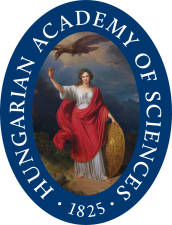 HUNGARIAN ACADEMY OF SCIENCES
· 1825 ·